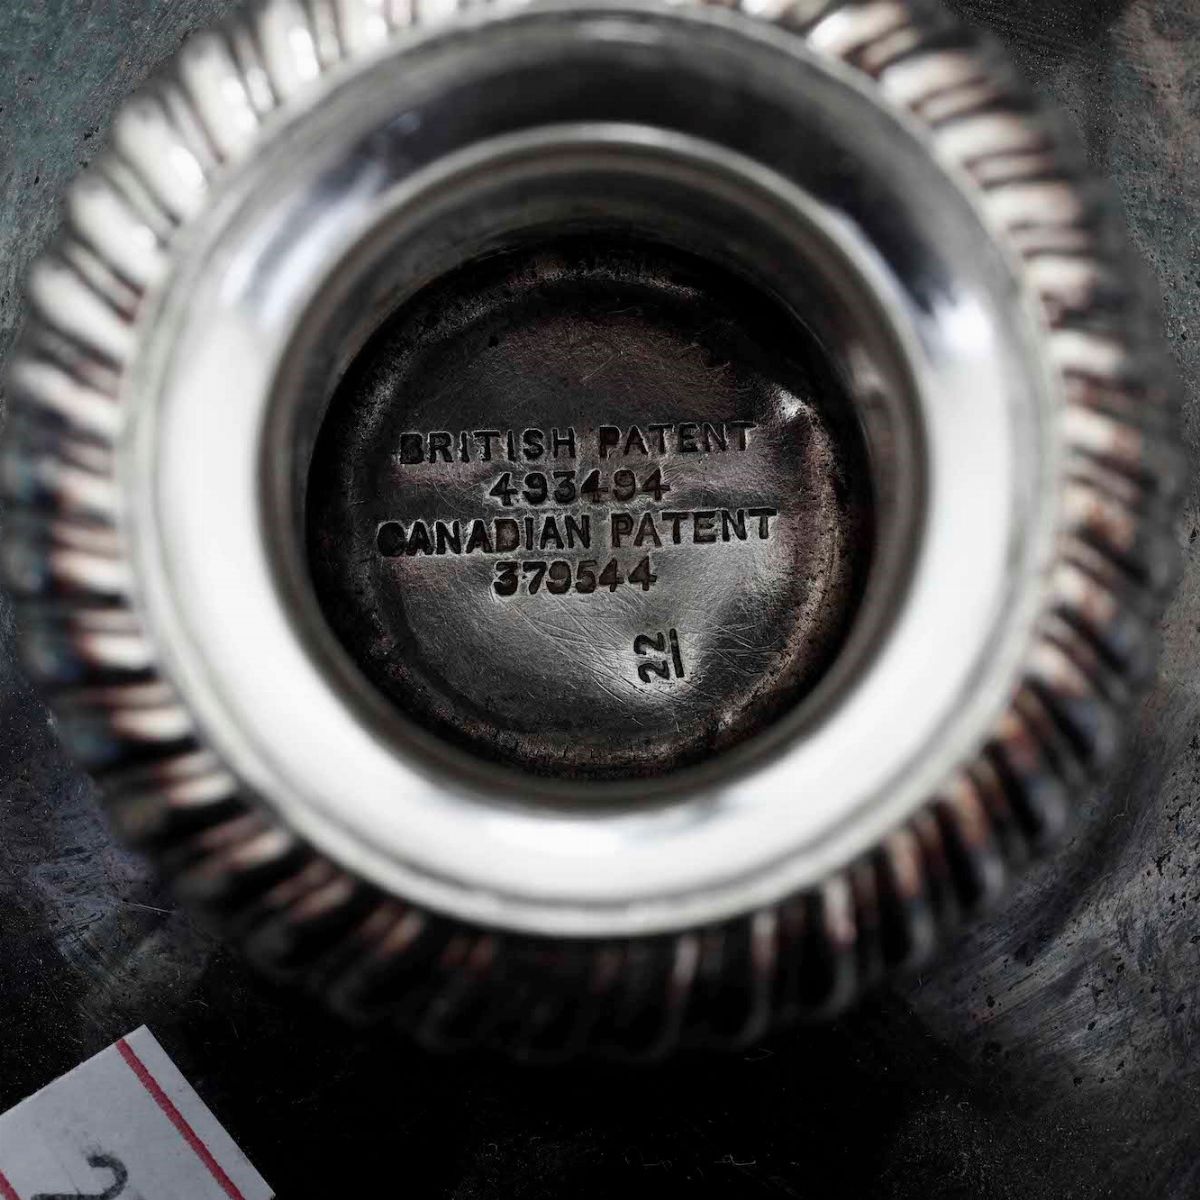 BRITISH PATENT
493494
CANADIAN PATENT
379544
22